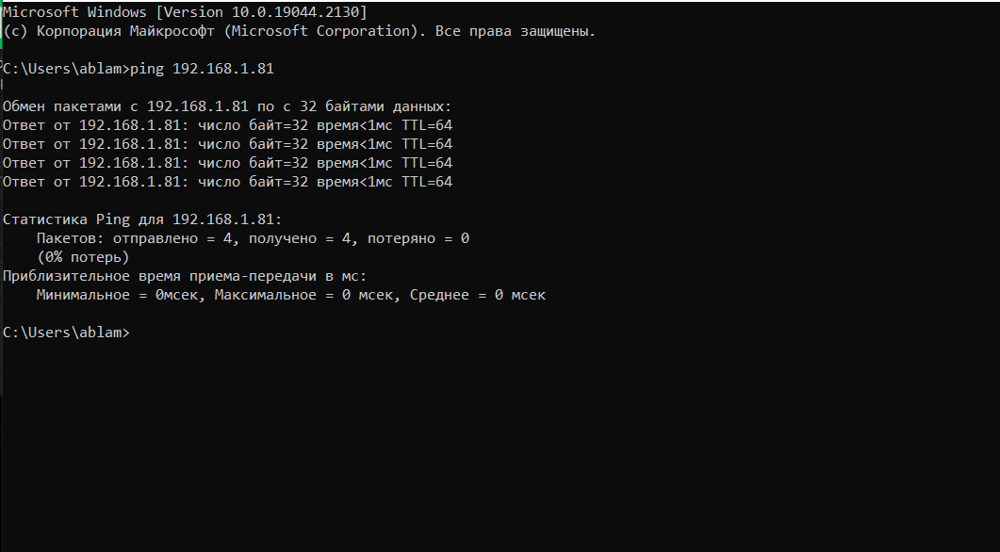 Microsoft Windows [Version 10.0.19044.2130]
(c) Корпорация Майкрософт (Microsoft Corporation). Все права защищены.
C:\Users\ablam>ping 192.168.1.81
Обмен пакетами с 192.168.1.81 по с 32 байтами данных:
Ответ от 192.168.1.81: число байт=32 время<1мс TTL=64
Ответ от 192.168.1.81: число байт=32 время<1мс TTL=64
Ответ от 192.168.1.81: число байт=32 время<1мс TTL=64
Ответ от 192.168.1.81: число байт=32 время<1мс TTL=64
Статистика Ping для 192.168.1.81:
Пакетов: отправлено = 4, получено = 4, потеряно = 0
(0% потерь)
Приблизительное время приема-передачи в мс:
Минимальное = 0мсек, Максимальное = 0 мсек, Среднее = 0 мсек
C:\Users\ablam>